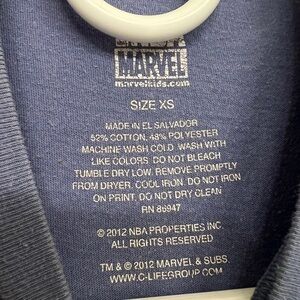 MARVEL
marvelkids.com
SIZE XS
MADE IN EL SALVADOR
52% COTTON, 48% POLYESTER
MACHINE WASH COLD. WASH WITH
LIKE COLORS. DO NOT BLEACH
TUMBLE DRY LOW. REMOVE PROMPTLY
FROM DRYER. COOL IRON. DO NOT IRON
ON PRINT. DO NOT DRY CLEAN
RN 86947
© 2012 NBA PROPERTIES INC.
ALL RIGHTS RESERVED
TM & © 2012 MARVEL & SUBS.
WWW.C-LIFEGROUP.COM